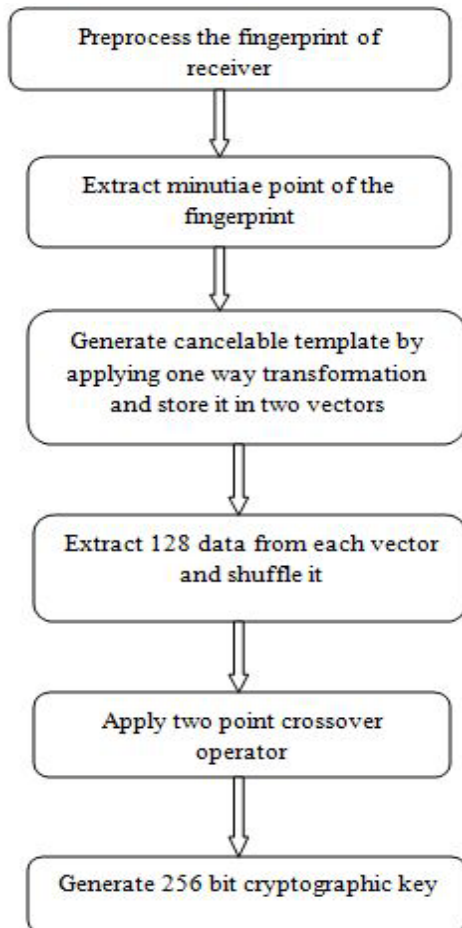 Preprocess the fingerprint of
receiver
Extract minutiae point of the
fingerprint
Generate cancelable template by
applying one way transformation
and store it in two vectors
Extract 128 data from each vector
and shuffle it
Apply two point crossover
operator
Generate 256 bit cryptographic key